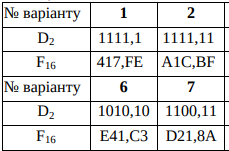 № варіанту 1 2
D2 1111,1 1111,11
F16 417,FE A1C,BF
№ варіанту 6 7
D2 1010,10 1100,11
F16 E41,C3 D21,8A